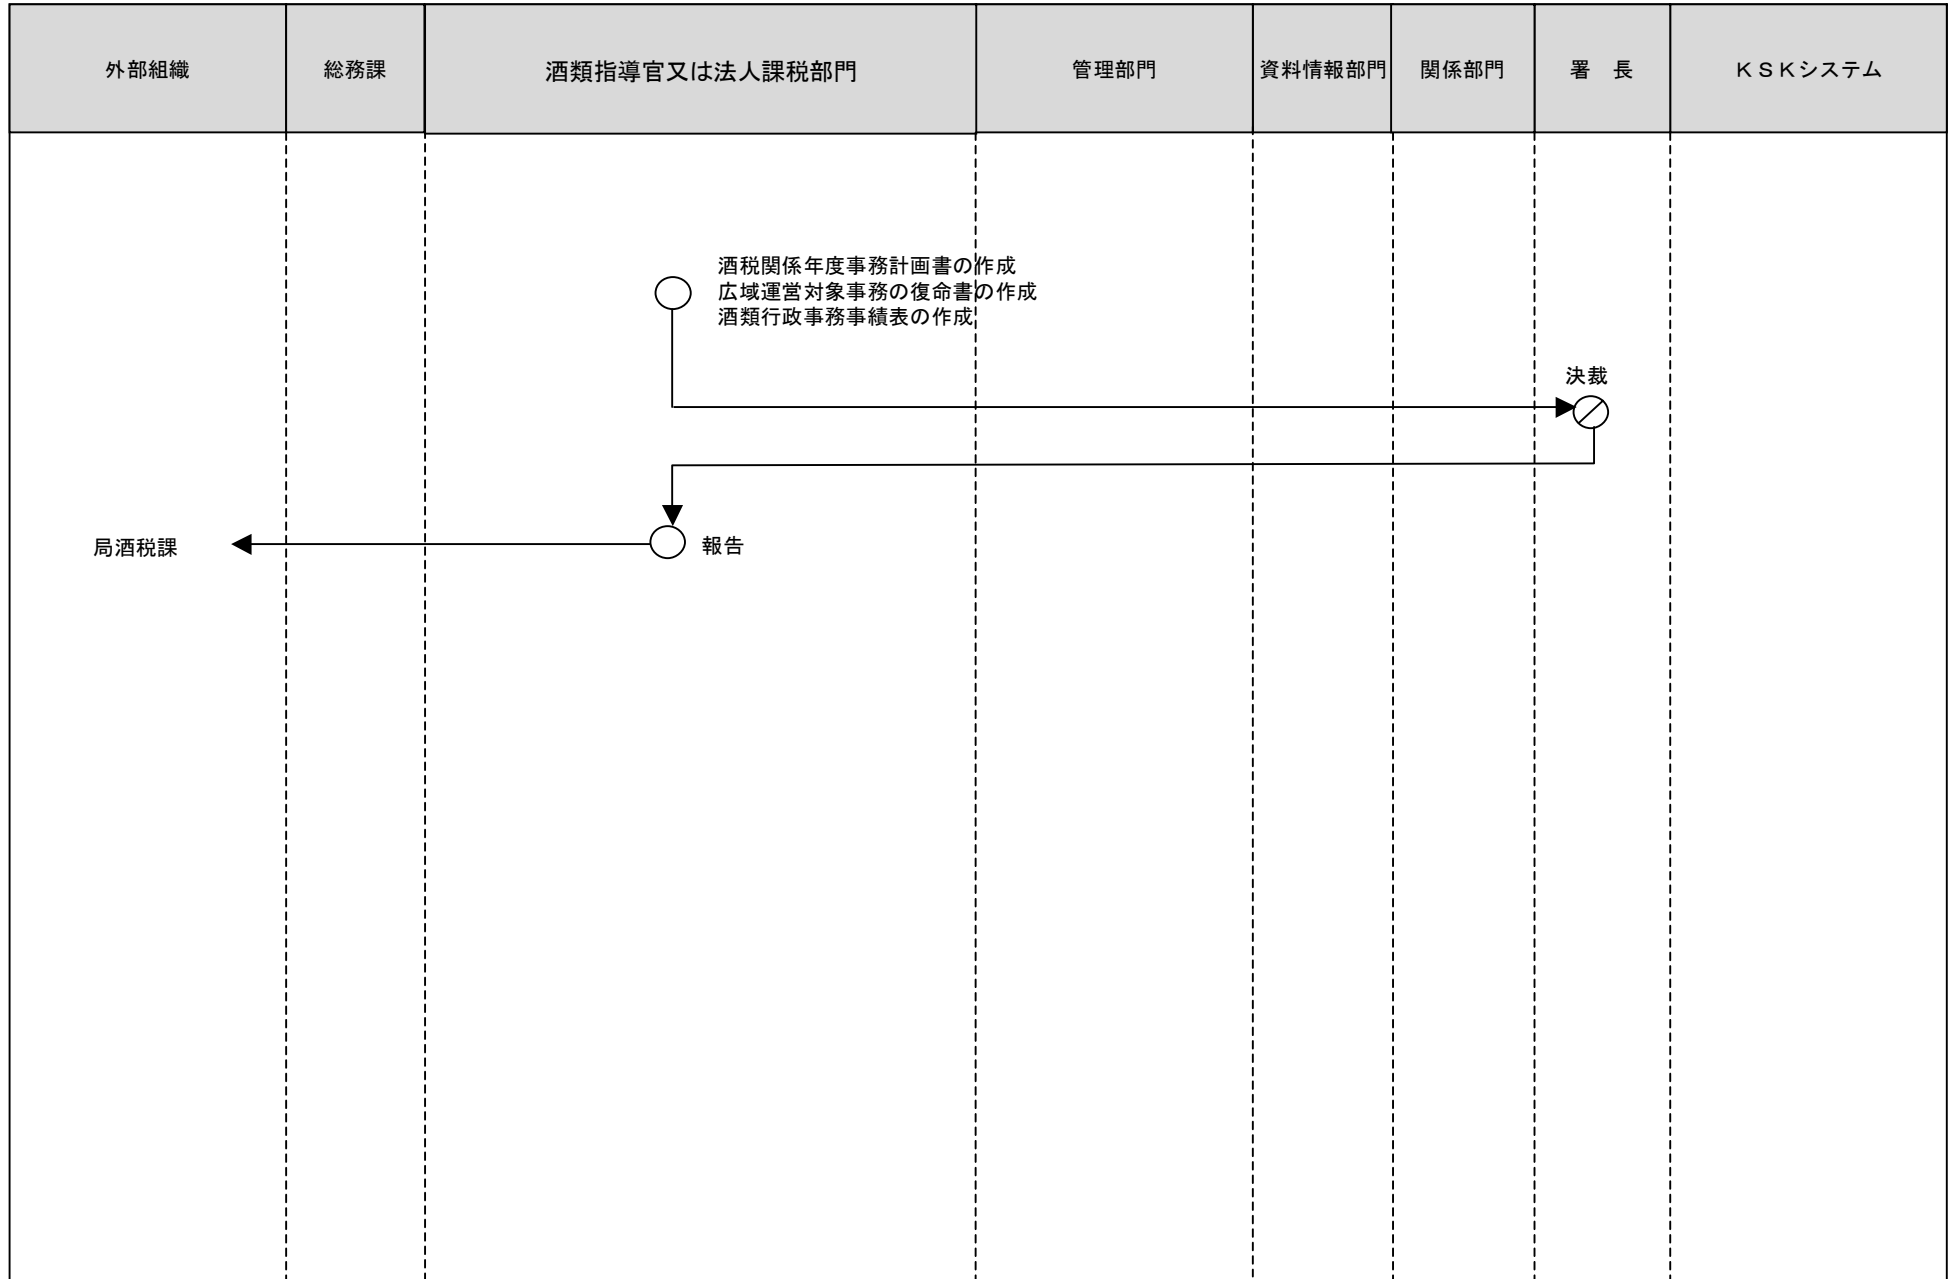 外部組織
総務課
酒類指導官又は法人課税部門
管理部門
資料情報部門
関係部門
署　長
ＫＳＫシステム
酒税関係年度事務計画書の作成
広域運営対象事務の復命書の作成
酒類行政事務事績表の作成
決裁
局酒税課
報告